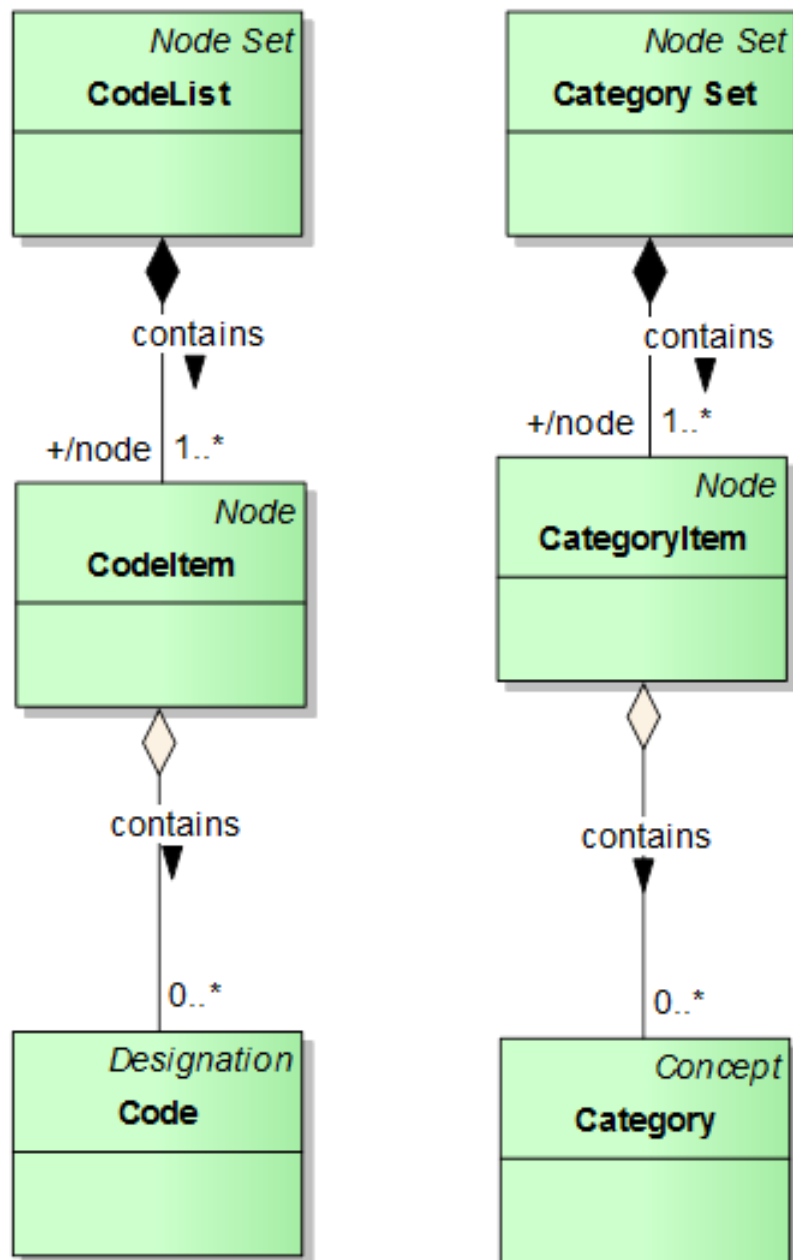 Node Set
CodeList
contains
+/node
1..*
Node
CodeItem
contains
0..*
Designation
Code
Node Set
Category Set
contains
+/node
1..*
Node
CategoryItem
contains
0..*
Concept
Category